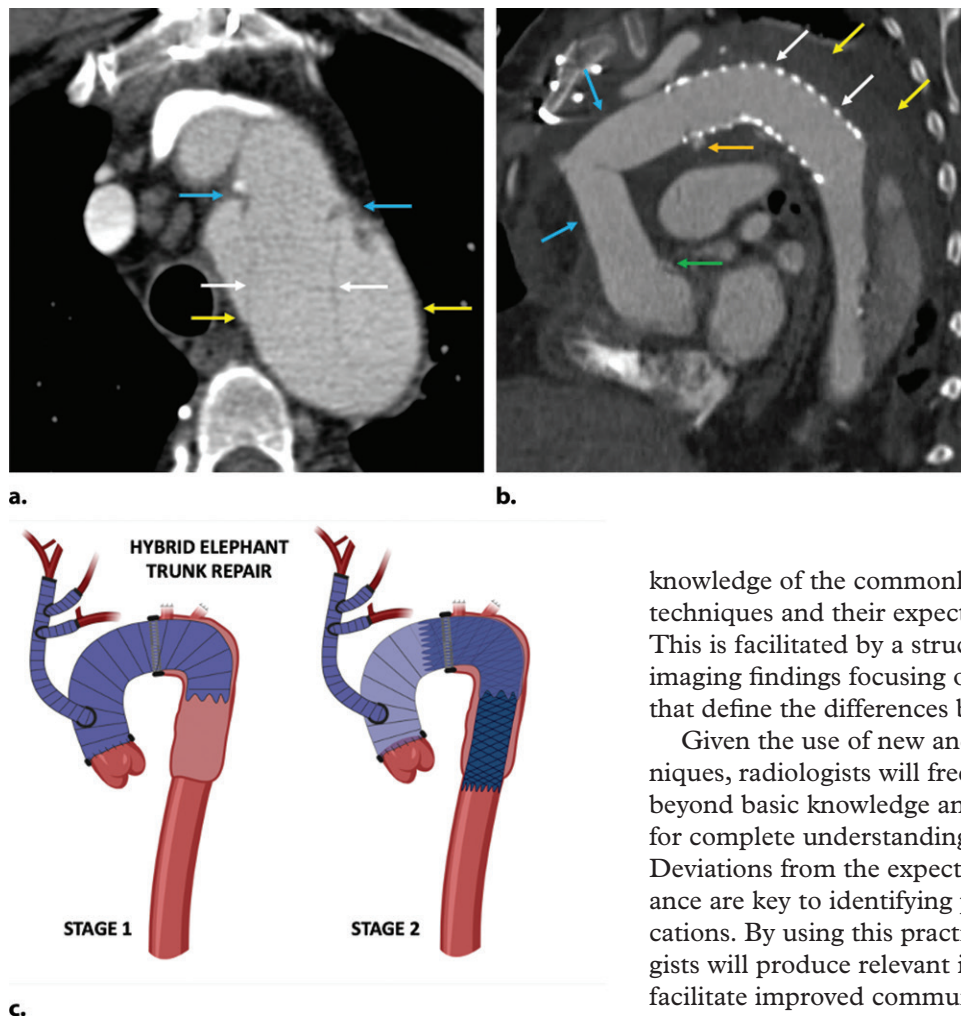 a.
b.
HYBRID ELEPHANT
TRUNK REPAIR
STAGE 1
STAGE 2
c.
knowledge of the commonl
techniques and their expect
This is facilitated by a struc
imaging findings focusing o
that define the differences b
Given the use of new an
niques, radiologists will free
beyond basic knowledge an
for complete understanding
Deviations from the expect
ance are key to identifying p
cations. By using this practi
gists will produce relevant i
facilitate improved commu